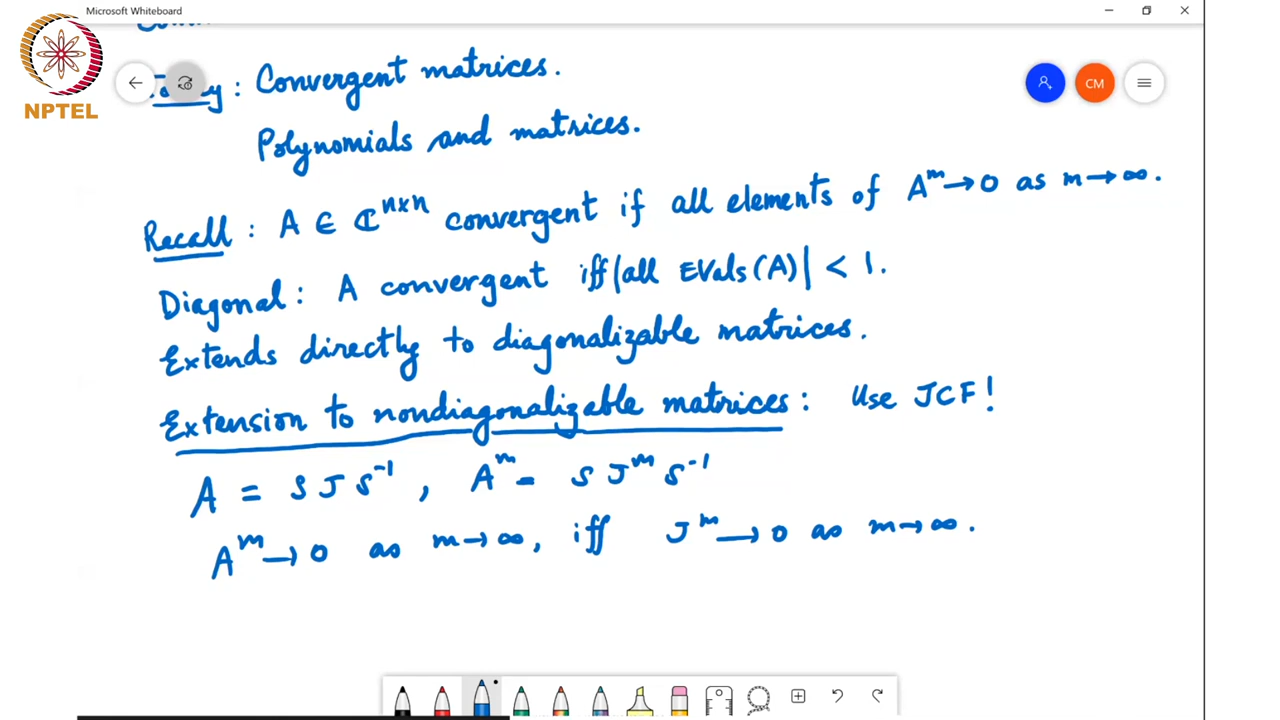 Microsoft Whiteboard
NPTEL
CM
: Convergent matrices.
Polynomials and matrices.
Recall : A ∈ ℂ^{n×n} convergent if all elements of A^m → 0 as m → ∞.
Diagonal : A convergent iff |all EVals(A)| < 1.
Extends directly to diagonalizable matrices.
Extension to nondiagonalizable matrices : Use JCF!
A = S J S^{-1} , A^m = S J^m S^{-1}
A^m → 0 as m → ∞, iff J^m → 0 as m → ∞.